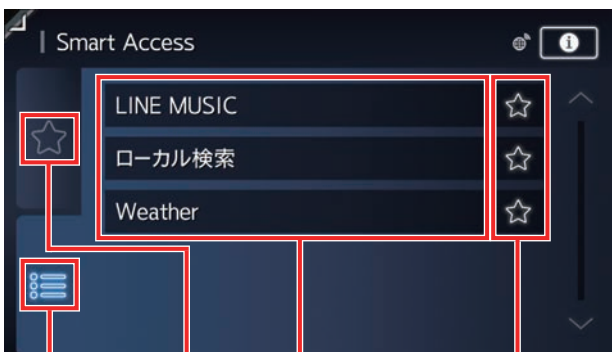 Smart Access
LINE MUSIC
ローカル検索
Weather